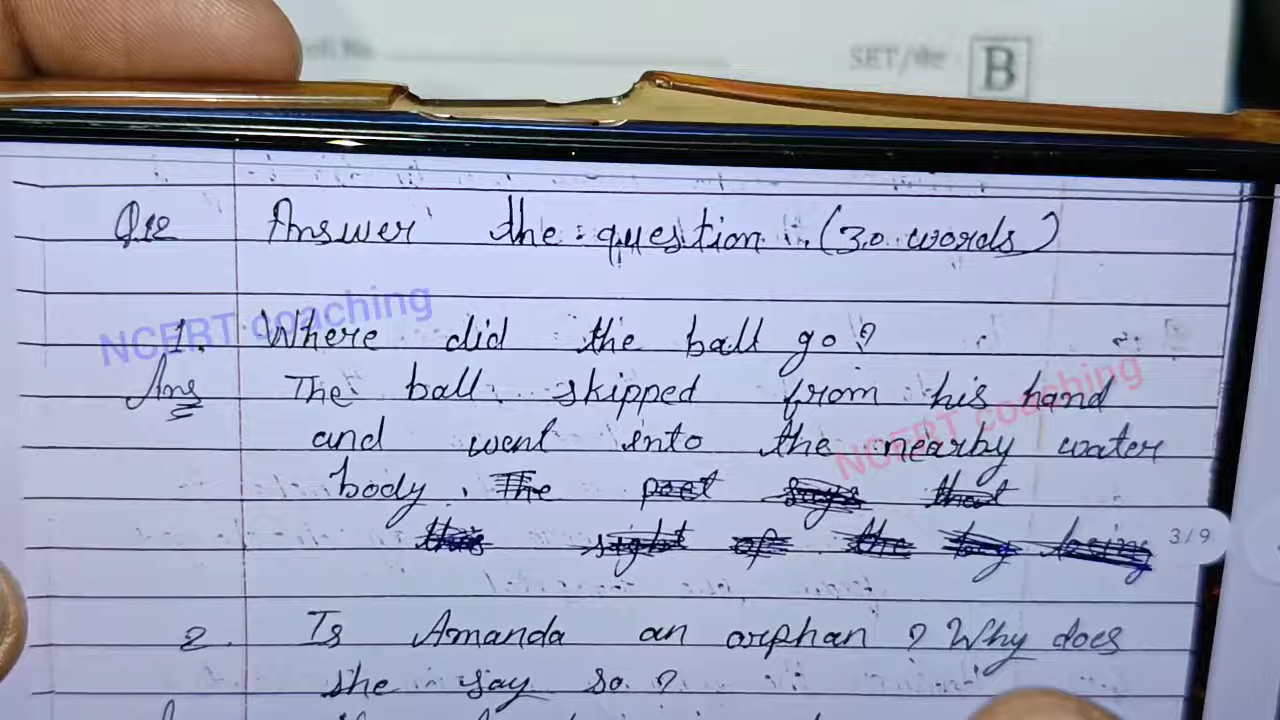 SET/सेट B
Q.12 Answer the question :. (30 words)
NCERT coaching
1. Where did the ball go?
Ans The ball skipped from his hand
NCERT coaching
and went into the nearby water
body. The poet says that
this sight of the boy being
3/9
2. Is Amanda an orphan ? Why does
she say so ?